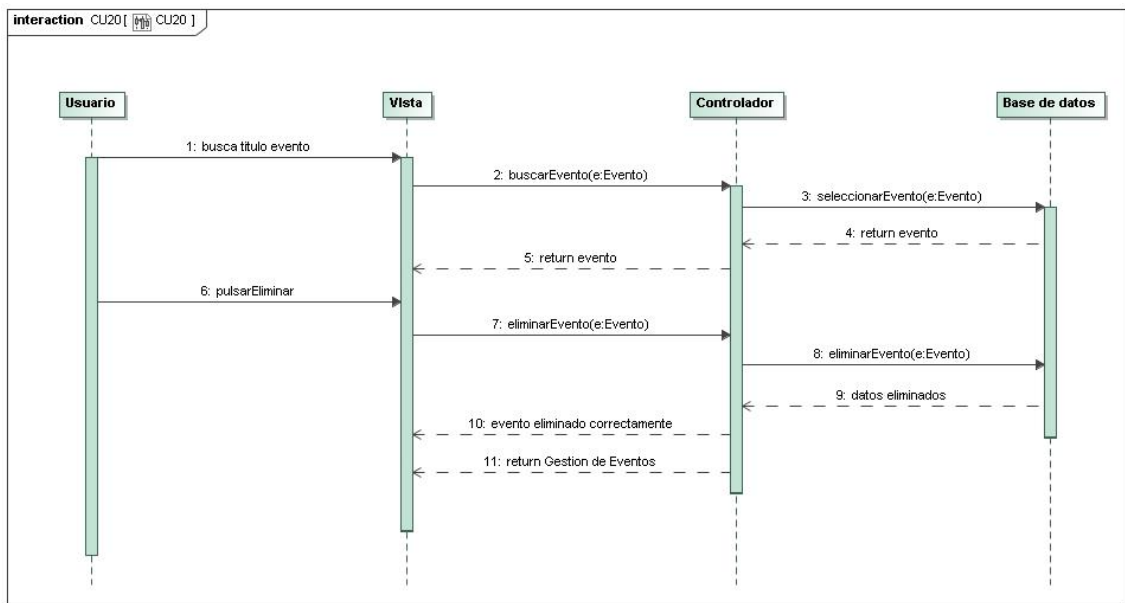 interaction CU20 [ CU20 ]
Usuario
VIsta
Controlador
Base de datos
1: busca titulo evento
2: buscarEvento(e:Evento)
3: seleccionarEvento(e:Evento)
4: return evento
5: return evento
6: pulsarEliminar
7: eliminarEvento(e:Evento)
8: eliminarEvento(e:Evento)
9: datos eliminados
10: evento eliminado correctamente
11: return Gestion de Eventos